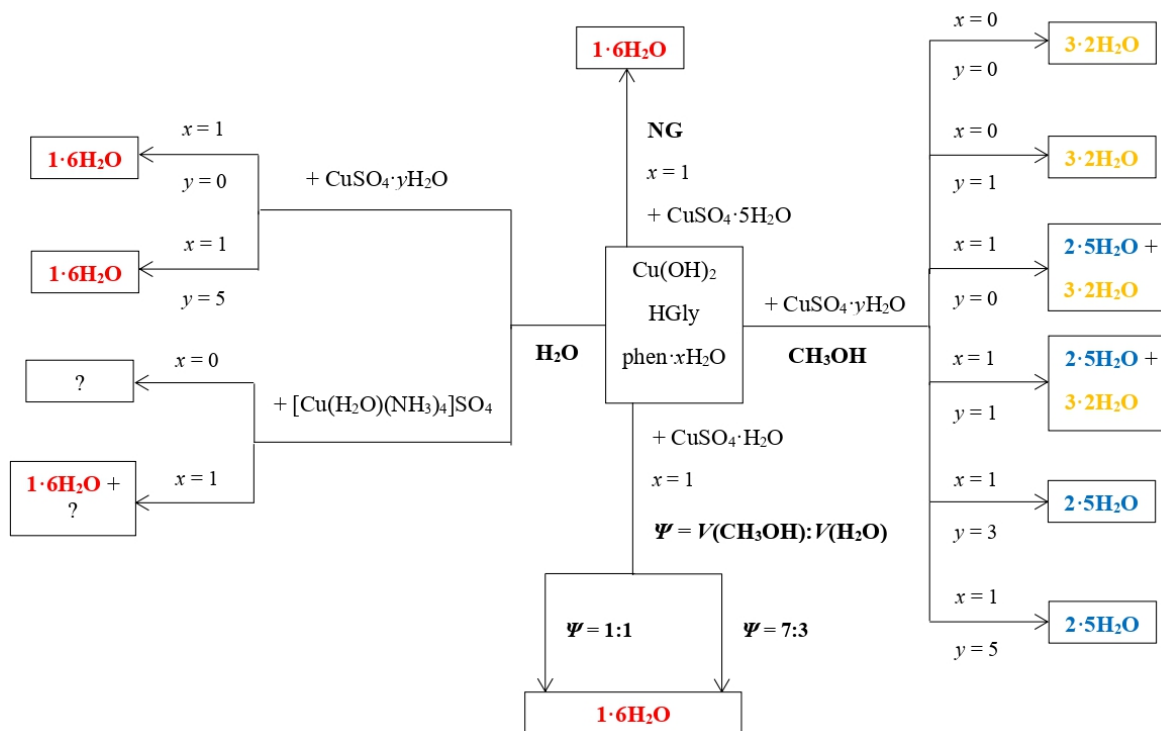 1·6H₂O
NG
x = 1
+ CuSO₄·5H₂O
x = 1
1·6H₂O
y = 0
+ CuSO₄·yH₂O
x = 1
1·6H₂O
y = 5
x = 0
?
+ [Cu(H₂O)(NH₃)₄]SO₄
1·6H₂O +
?
x = 1
H₂O
Cu(OH)₂
HGly
phen·xH₂O
+ CuSO₄·yH₂O
CH₃OH
x = 0
3·2H₂O
y = 0
x = 0
3·2H₂O
y = 1
x = 1
2·5H₂O +
3·2H₂O
y = 0
x = 1
2·5H₂O +
3·2H₂O
y = 1
x = 1
2·5H₂O
y = 3
x = 1
2·5H₂O
y = 5
+ CuSO₄·H₂O
x = 1
Ψ = V(CH₃OH):V(H₂O)
Ψ = 1:1
Ψ = 7:3
1·6H₂O